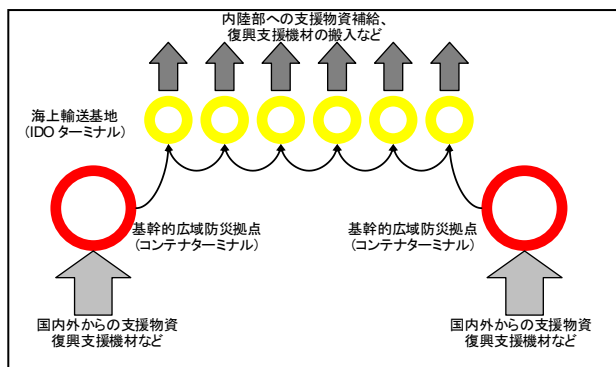 内陸部への支援物資補給、
復興支援機材の搬入など
海上輸送基地
（IDO ターミナル）
基幹的広域防災拠点
（コンテナターミナル）
基幹的広域防災拠点
（コンテナターミナル）
国内外からの支援物資
復興支援機材など
国内外からの支援物資
復興支援機材など